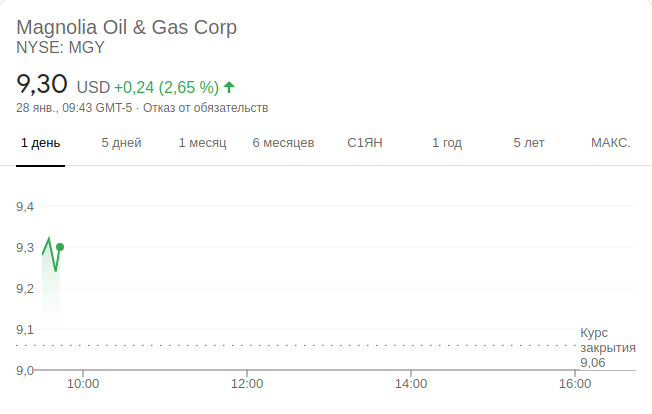 Magnolia Oil & Gas Corp
NYSE: MGY
9,30 USD +0,24 (2,65 %)
28 янв., 09:43 GMT-5 · Отказ от обязательств
1 день 5 дней 1 месяц 6 месяцев С1ЯН 1 год 5 лет МАКС.
9,4
9,3
9,2
9,1
Курс
закрытия
9,06
9,0
10:00 12:00 14:00 16:00